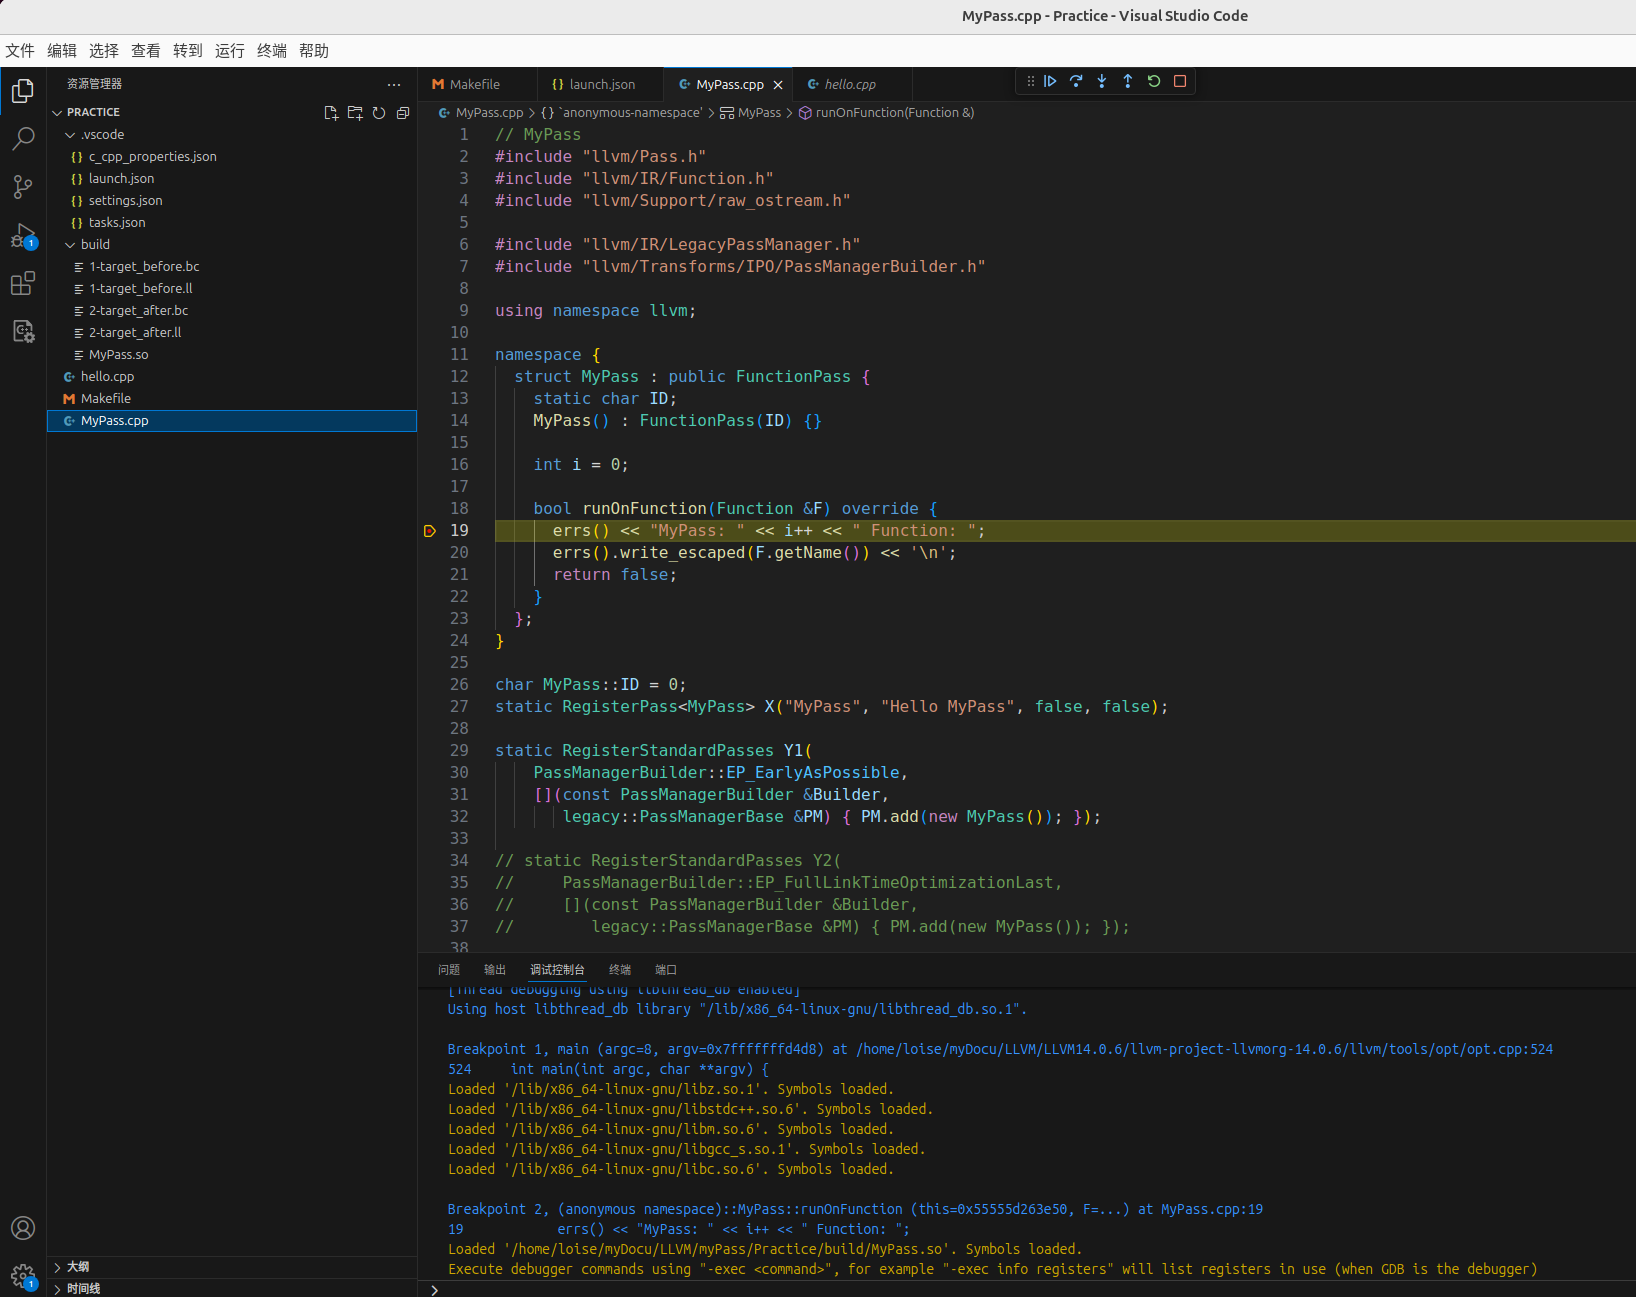 MyPass.cpp - Practice - Visual Studio Code
文件 编辑 选择 查看 转到 运行 终端 帮助
资源管理器
PRACTICE
.vscode
c_cpp_properties.json
launch.json
settings.json
tasks.json
build
1-target_before.bc
1-target_before.ll
2-target_after.bc
2-target_after.ll
MyPass.so
hello.cpp
Makefile
MyPass.cpp
大纲
时间线
1
1
Makefile launch.json MyPass.cpp hello.cpp
MyPass.cpp > {} `anonymous-namespace' > MyPass > runOnFunction(Function &)
1 // MyPass
2 #include "llvm/Pass.h"
3 #include "llvm/IR/Function.h"
4 #include "llvm/Support/raw_ostream.h"
5
6 #include "llvm/IR/LegacyPassManager.h"
7 #include "llvm/Transforms/IPO/PassManagerBuilder.h"
8
9 using namespace llvm;
10
11 namespace {
12 struct MyPass : public FunctionPass {
13 static char ID;
14 MyPass() : FunctionPass(ID) {}
15
16 int i = 0;
17
18 bool runOnFunction(Function &F) override {
19 errs() << "MyPass: " << i++ << " Function: ";
20 errs().write_escaped(F.getName()) << '\n';
21 return false;
22 }
23 };
24 }
25
26 char MyPass::ID = 0;
27 static RegisterPass<MyPass> X("MyPass", "Hello MyPass", false, false);
28
29 static RegisterStandardPasses Y1(
30 PassManagerBuilder::EP_EarlyAsPossible,
31 [](const PassManagerBuilder &Builder,
32 legacy::PassManagerBase &PM) { PM.add(new MyPass()); });
33
34 // static RegisterStandardPasses Y2(
35 // PassManagerBuilder::EP_FullLinkTimeOptimizationLast,
36 // [](const PassManagerBuilder &Builder,
37 // legacy::PassManagerBase &PM) { PM.add(new MyPass()); });
38
问题 输出 调试控制台 终端 端口
[Thread debugging using libthread_db enabled]
Using host libthread_db library "/lib/x86_64-linux-gnu/libthread_db.so.1".
Breakpoint 1, main (argc=8, argv=0x7fffffffd4d8) at /home/loise/myDocu/LLVM/LLVM14.0.6/llvm-project-llvmorg-14.0.6/llvm/tools/opt/opt.cpp:524
524 int main(int argc, char **argv) {
Loaded '/lib/x86_64-linux-gnu/libz.so.1'. Symbols loaded.
Loaded '/lib/x86_64-linux-gnu/libstdc++.so.6'. Symbols loaded.
Loaded '/lib/x86_64-linux-gnu/libm.so.6'. Symbols loaded.
Loaded '/lib/x86_64-linux-gnu/libgcc_s.so.1'. Symbols loaded.
Loaded '/lib/x86_64-linux-gnu/libc.so.6'. Symbols loaded.
Breakpoint 2, (anonymous namespace)::MyPass::runOnFunction (this=0x55555d263e50, F=...) at MyPass.cpp:19
19 errs() << "MyPass: " << i++ << " Function: ";
Loaded '/home/loise/myDocu/LLVM/myPass/Practice/build/MyPass.so'. Symbols loaded.
Execute debugger commands using "-exec <command>", for example "-exec info registers" will list registers in use (when GDB is the debugger)